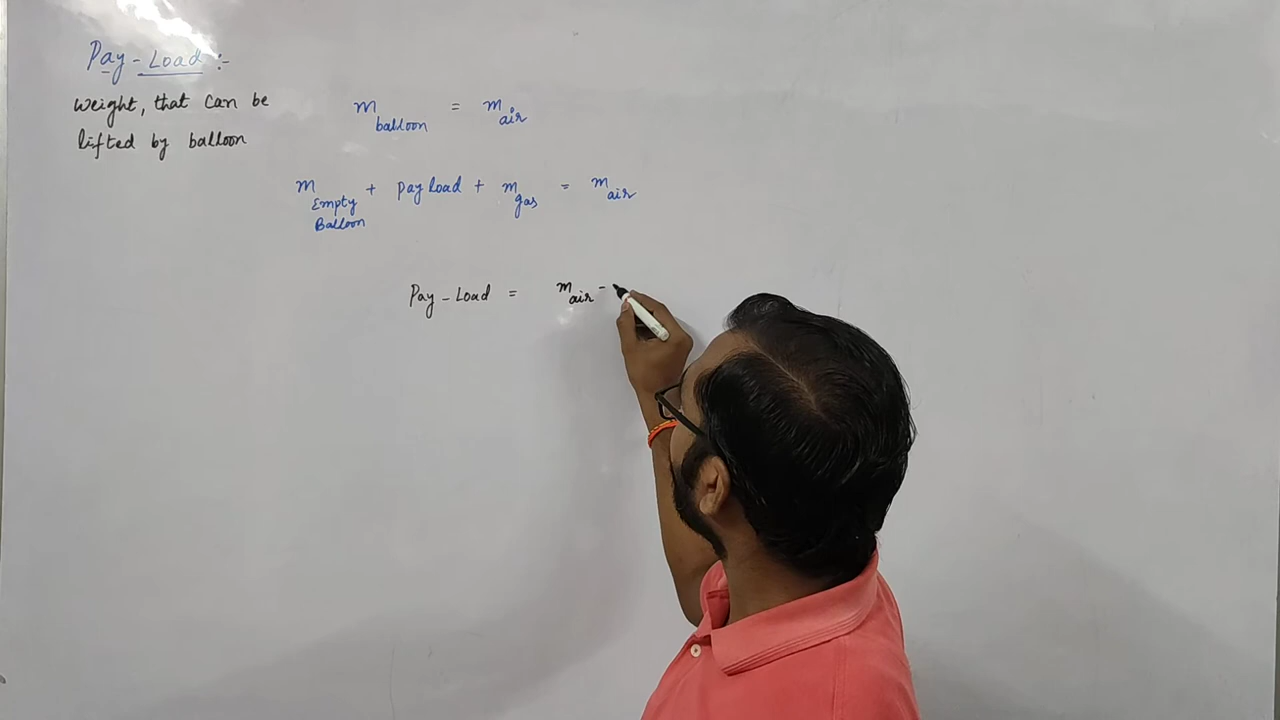 Pay-Load :-
Weight, that can be
lifted by balloon
m balloon = m air
m Empty Balloon + pay load + m gas = m air
Pay-Load = m air -